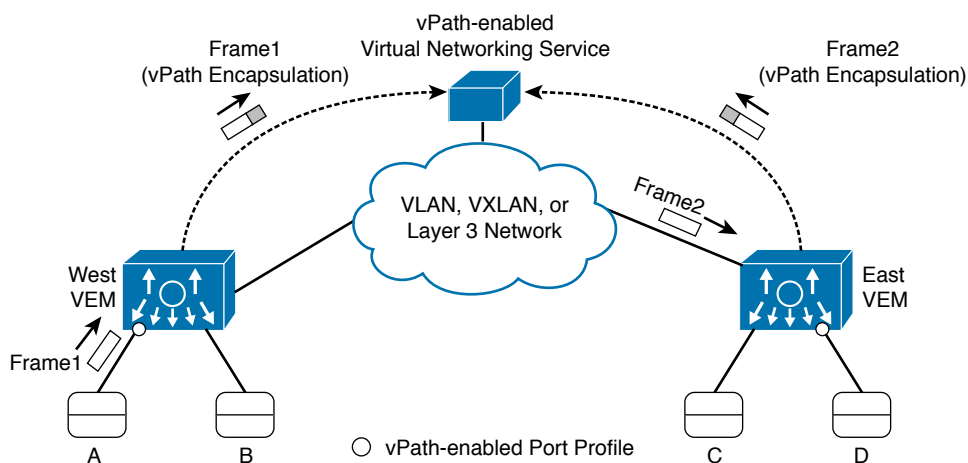 vPath-enabled
Virtual Networking Service
Frame1
(vPath Encapsulation)
Frame2
(vPath Encapsulation)
VLAN, VXLAN, or
Layer 3 Network
Frame2
West
VEM
East
VEM
Frame1
A
B
C
D
vPath-enabled Port Profile